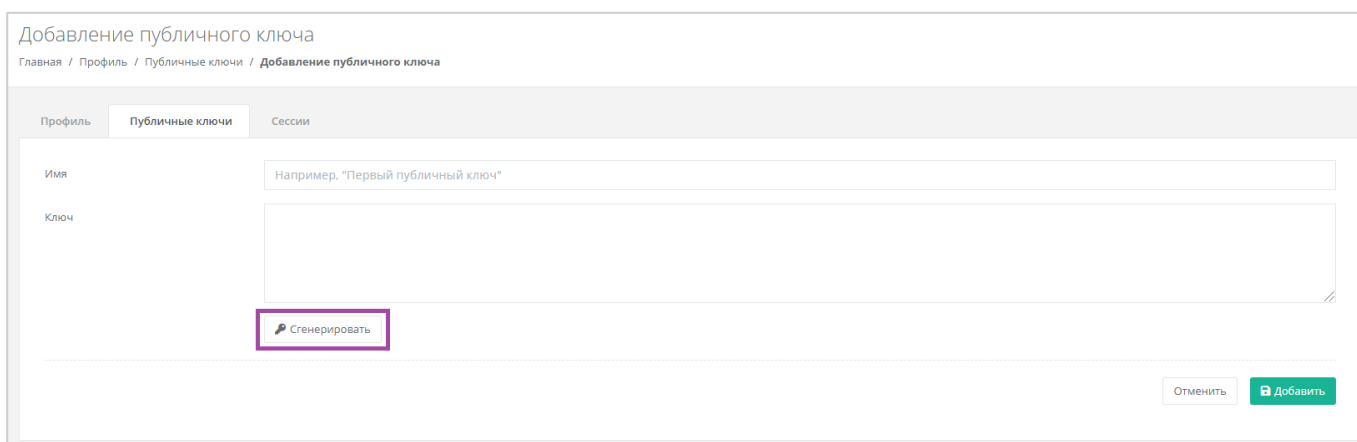 Добавление публичного ключа
Главная / Профиль / Публичные ключи / Добавление публичного ключа
Профиль Публичные ключи Сессии
Имя Например, "Первый публичный ключ"
Ключ
Сгенерировать
Отменить Добавить